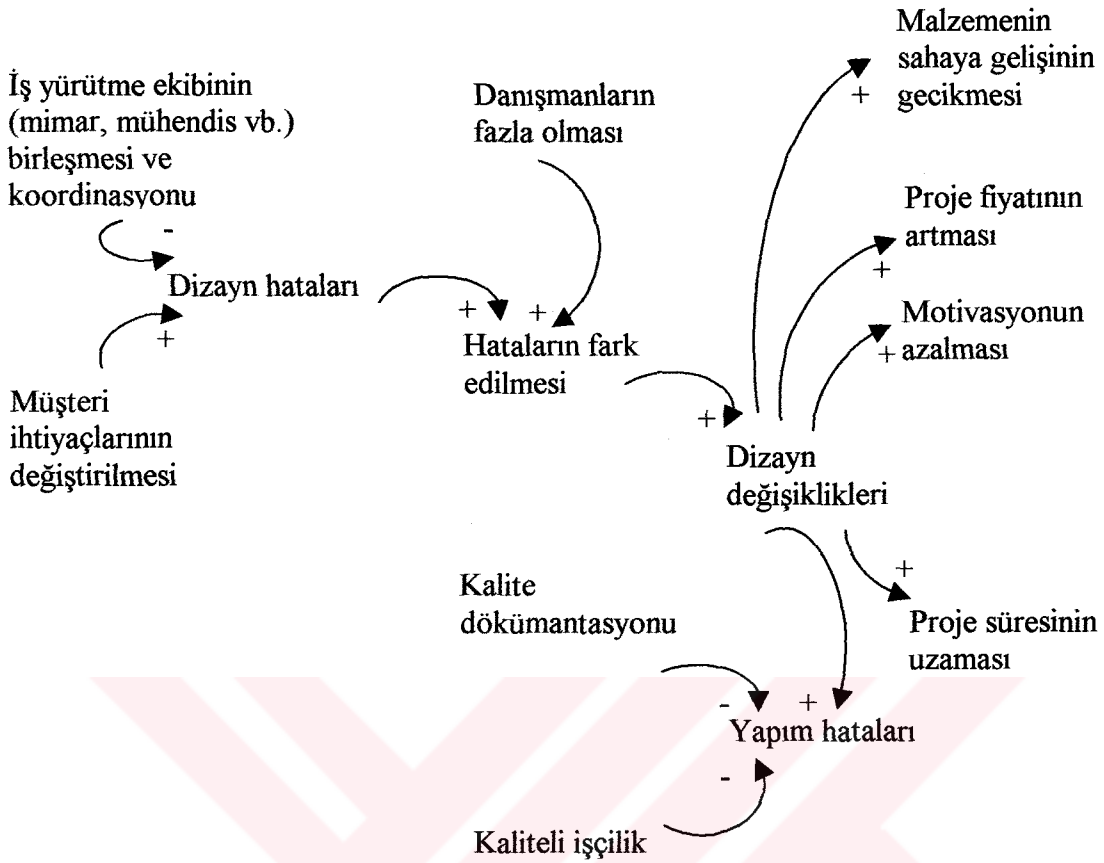 Malzemenin
sahaya gelişinin
gecikmesi
+
İş yürütme ekibinin
(mimar, mühendis vb.)
birleşmesi ve
koordinasyonu
-
Danışmanların
fazla olması
Proje fiyatının
artması
+
Dizayn hataları
+
+
+
Hataların fark
edilmesi
Motivasyonun
azalması
+
Müşteri
ihtiyaçlarının
değiştirilmesi
+
Dizayn
değişiklikleri
+
Kalite
dökümantasyonu
Proje süresinin
uzaması
-
+
Yapım hataları
-
Kaliteli işçilik